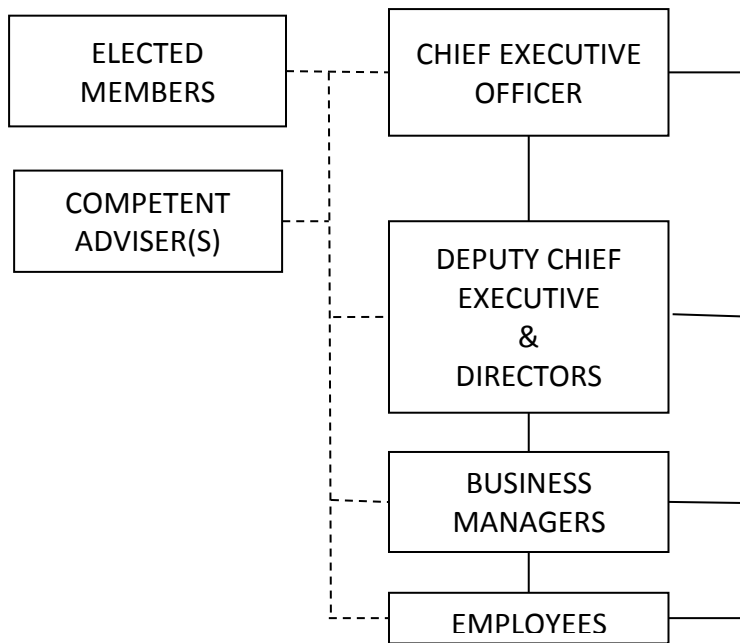 ELECTED
MEMBERS
CHIEF EXECUTIVE
OFFICER
COMPETENT
ADVISER(S)
DEPUTY CHIEF
EXECUTIVE
&
DIRECTORS
BUSINESS
MANAGERS
EMPLOYEES